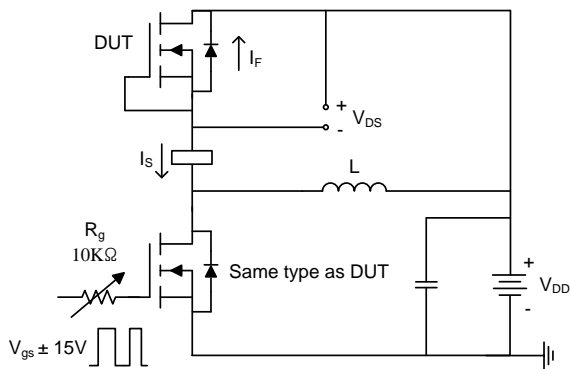 DUT
I_F
+
V_DS
-
I_S
L
R_g
10KΩ
Same type as DUT
+
V_DD
-
V_gs ± 15V